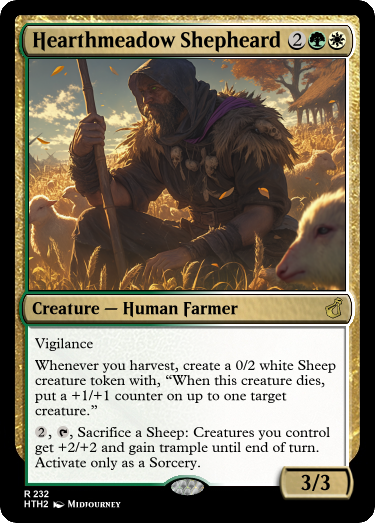 Hearthmeadow Shepheard 2
Creature — Human Farmer
Vigilance
Whenever you harvest, create a 0/2 white Sheep
creature token with, “When this creature dies,
put a +1/+1 counter on up to one target
creature.”
2, , Sacrifice a Sheep: Creatures you control
get +2/+2 and gain trample until end of turn.
Activate only as a Sorcery.
3/3
R 232
HTH2 Midjourney